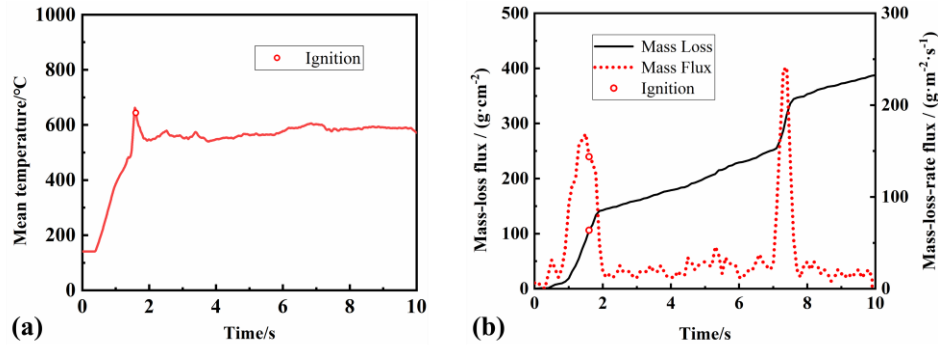 1000
800
600
400
200
0
Mean temperature/°C
Ignition
0 2 4 6 8 10
(a)
Time/s
500
400
300
200
100
0
Mass-loss flux / (g·cm⁻²)
Mass Loss
Mass Flux
Ignition
300
200
100
0
Mass-loss-rate flux / (g·m⁻²·s⁻¹)
0 2 4 6 8 10
(b)
Time/s